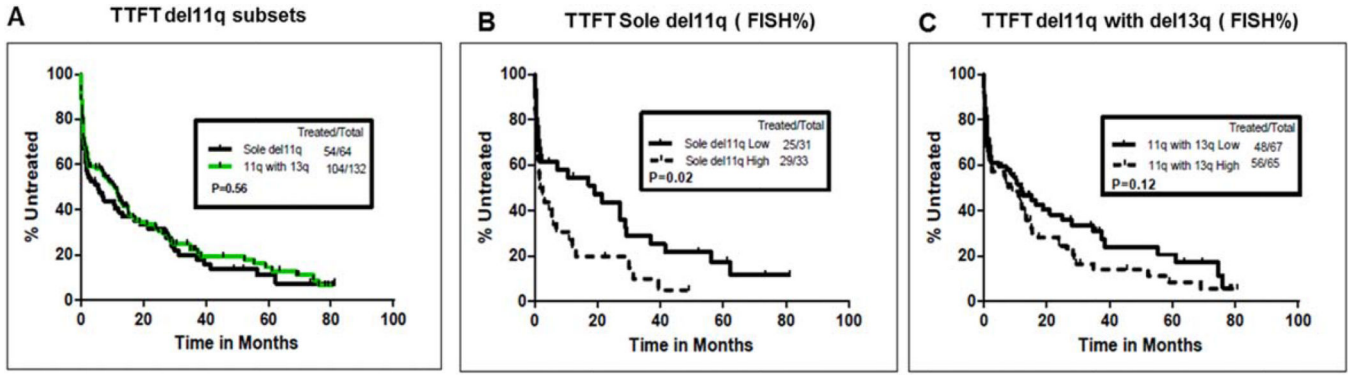 A
TTFT del11q subsets
100
80
60
40
20
0
% Untreated
Treated/Total
Sole del11q 54/64
11q with 13q 104/132
P=0.56
0 20 40 60 80 100
Time in Months
B
TTFT Sole del11q ( FISH%)
100
80
60
40
20
0
% Untreated
Treated/Total
Sole del11q Low 25/31
Sole del11q High 29/33
P=0.02
0 20 40 60 80 100
Time in Months
C
TTFT del11q with del13q ( FISH%)
100
80
60
40
20
0
% Untreated
Treated/Total
11q with 13q Low 48/67
11q with 13q High 56/65
P=0.12
0 20 40 60 80 100
Time in Months